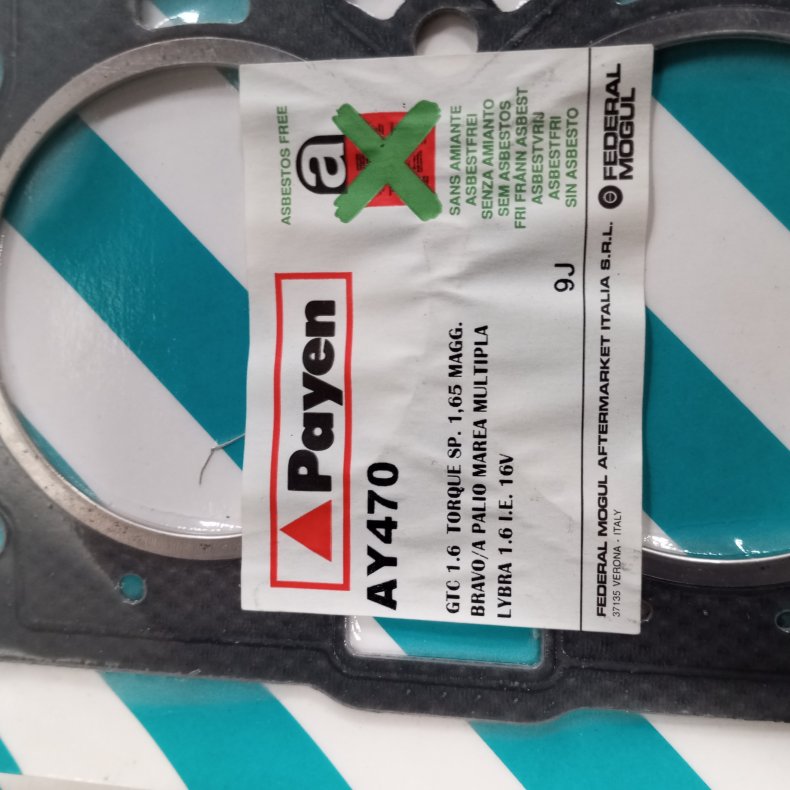 ASBESTOS FREE
a
SANS AMIANTE
ASBESTFREI
SENZA AMIANTO
SEM ASBESTOS
FRI FRÅNN ASBEST
ASBESTVRIJ
ASBESTFRI
SIN ASBESTO
Payen
AY470
GTC 1.6 TORQUE SP. 1,65 MAGG.
BRAVO/A PALIO MAREA MULTIPLA
LYBRA 1.6 I.E. 16V
9J
FEDERAL MOGUL AFTERMARKET ITALIA S.R.L.
37135 VERONA - ITALY
FEDERAL
MOGUL